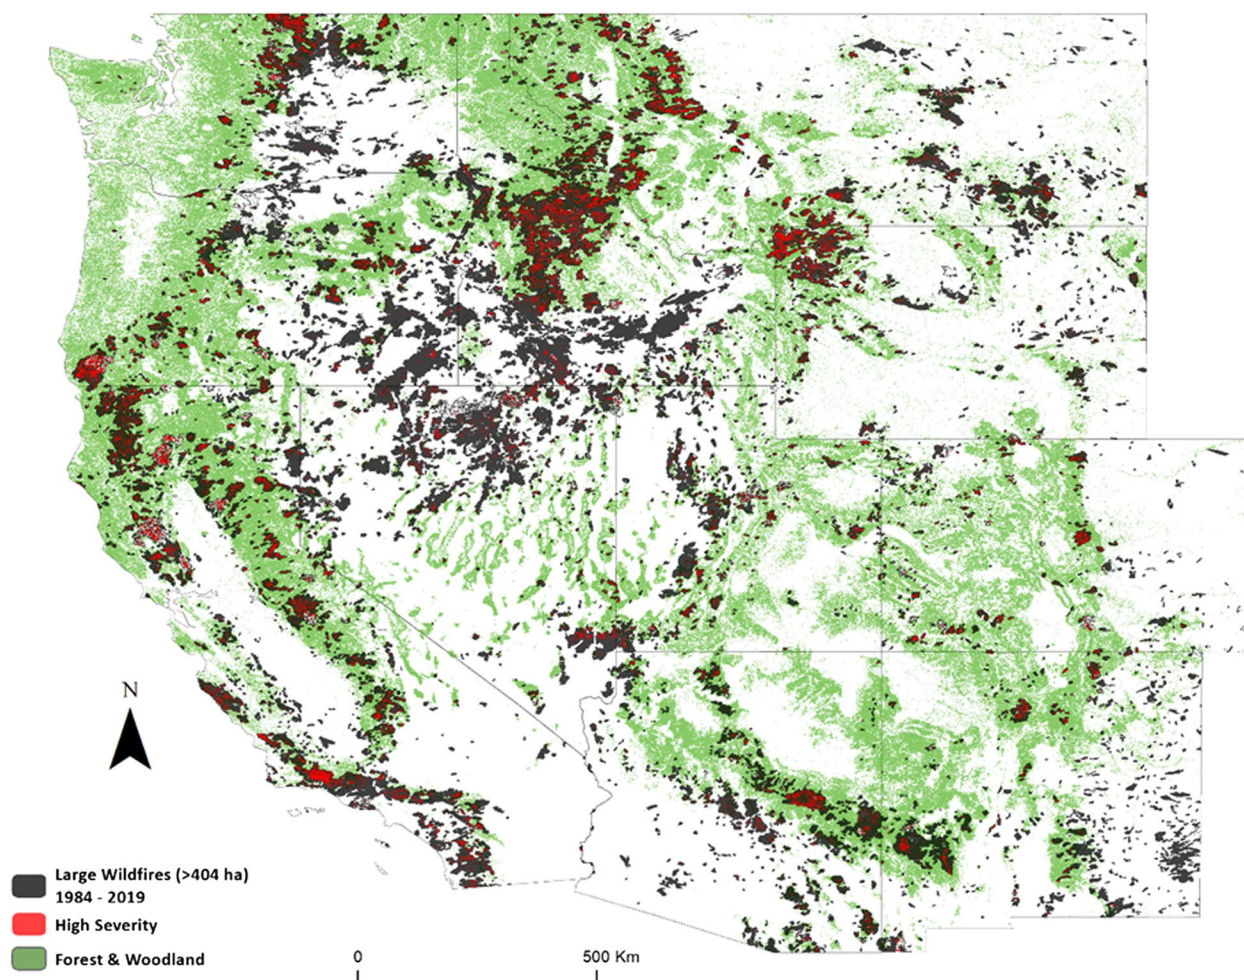 N
Large Wildfires (>404 ha)
1984 - 2019
High Severity
Forest & Woodland
0 500 Km